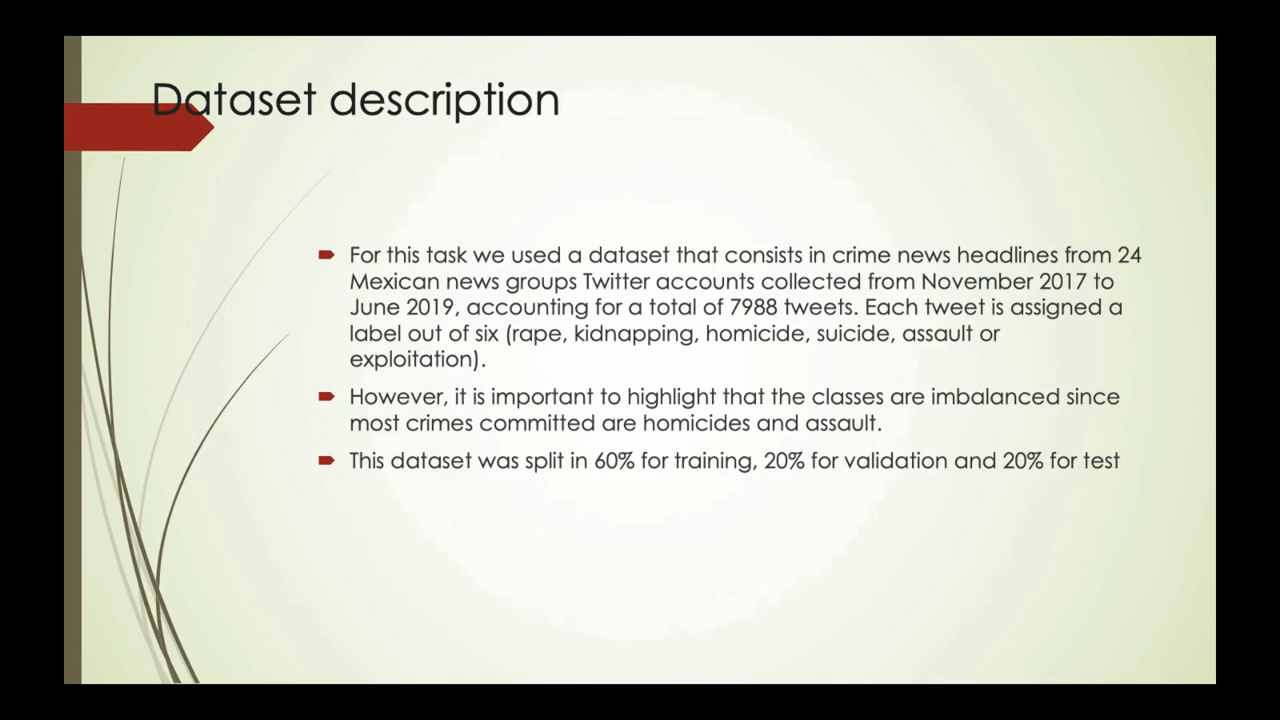 Dataset description
For this task we used a dataset that consists in crime news headlines from 24
Mexican news groups Twitter accounts collected from November 2017 to
June 2019, accounting for a total of 7988 tweets. Each tweet is assigned a
label out of six (rape, kidnapping, homicide, suicide, assault or
exploitation).
However, it is important to highlight that the classes are imbalanced since
most crimes committed are homicides and assault.
This dataset was split in 60% for training, 20% for validation and 20% for test